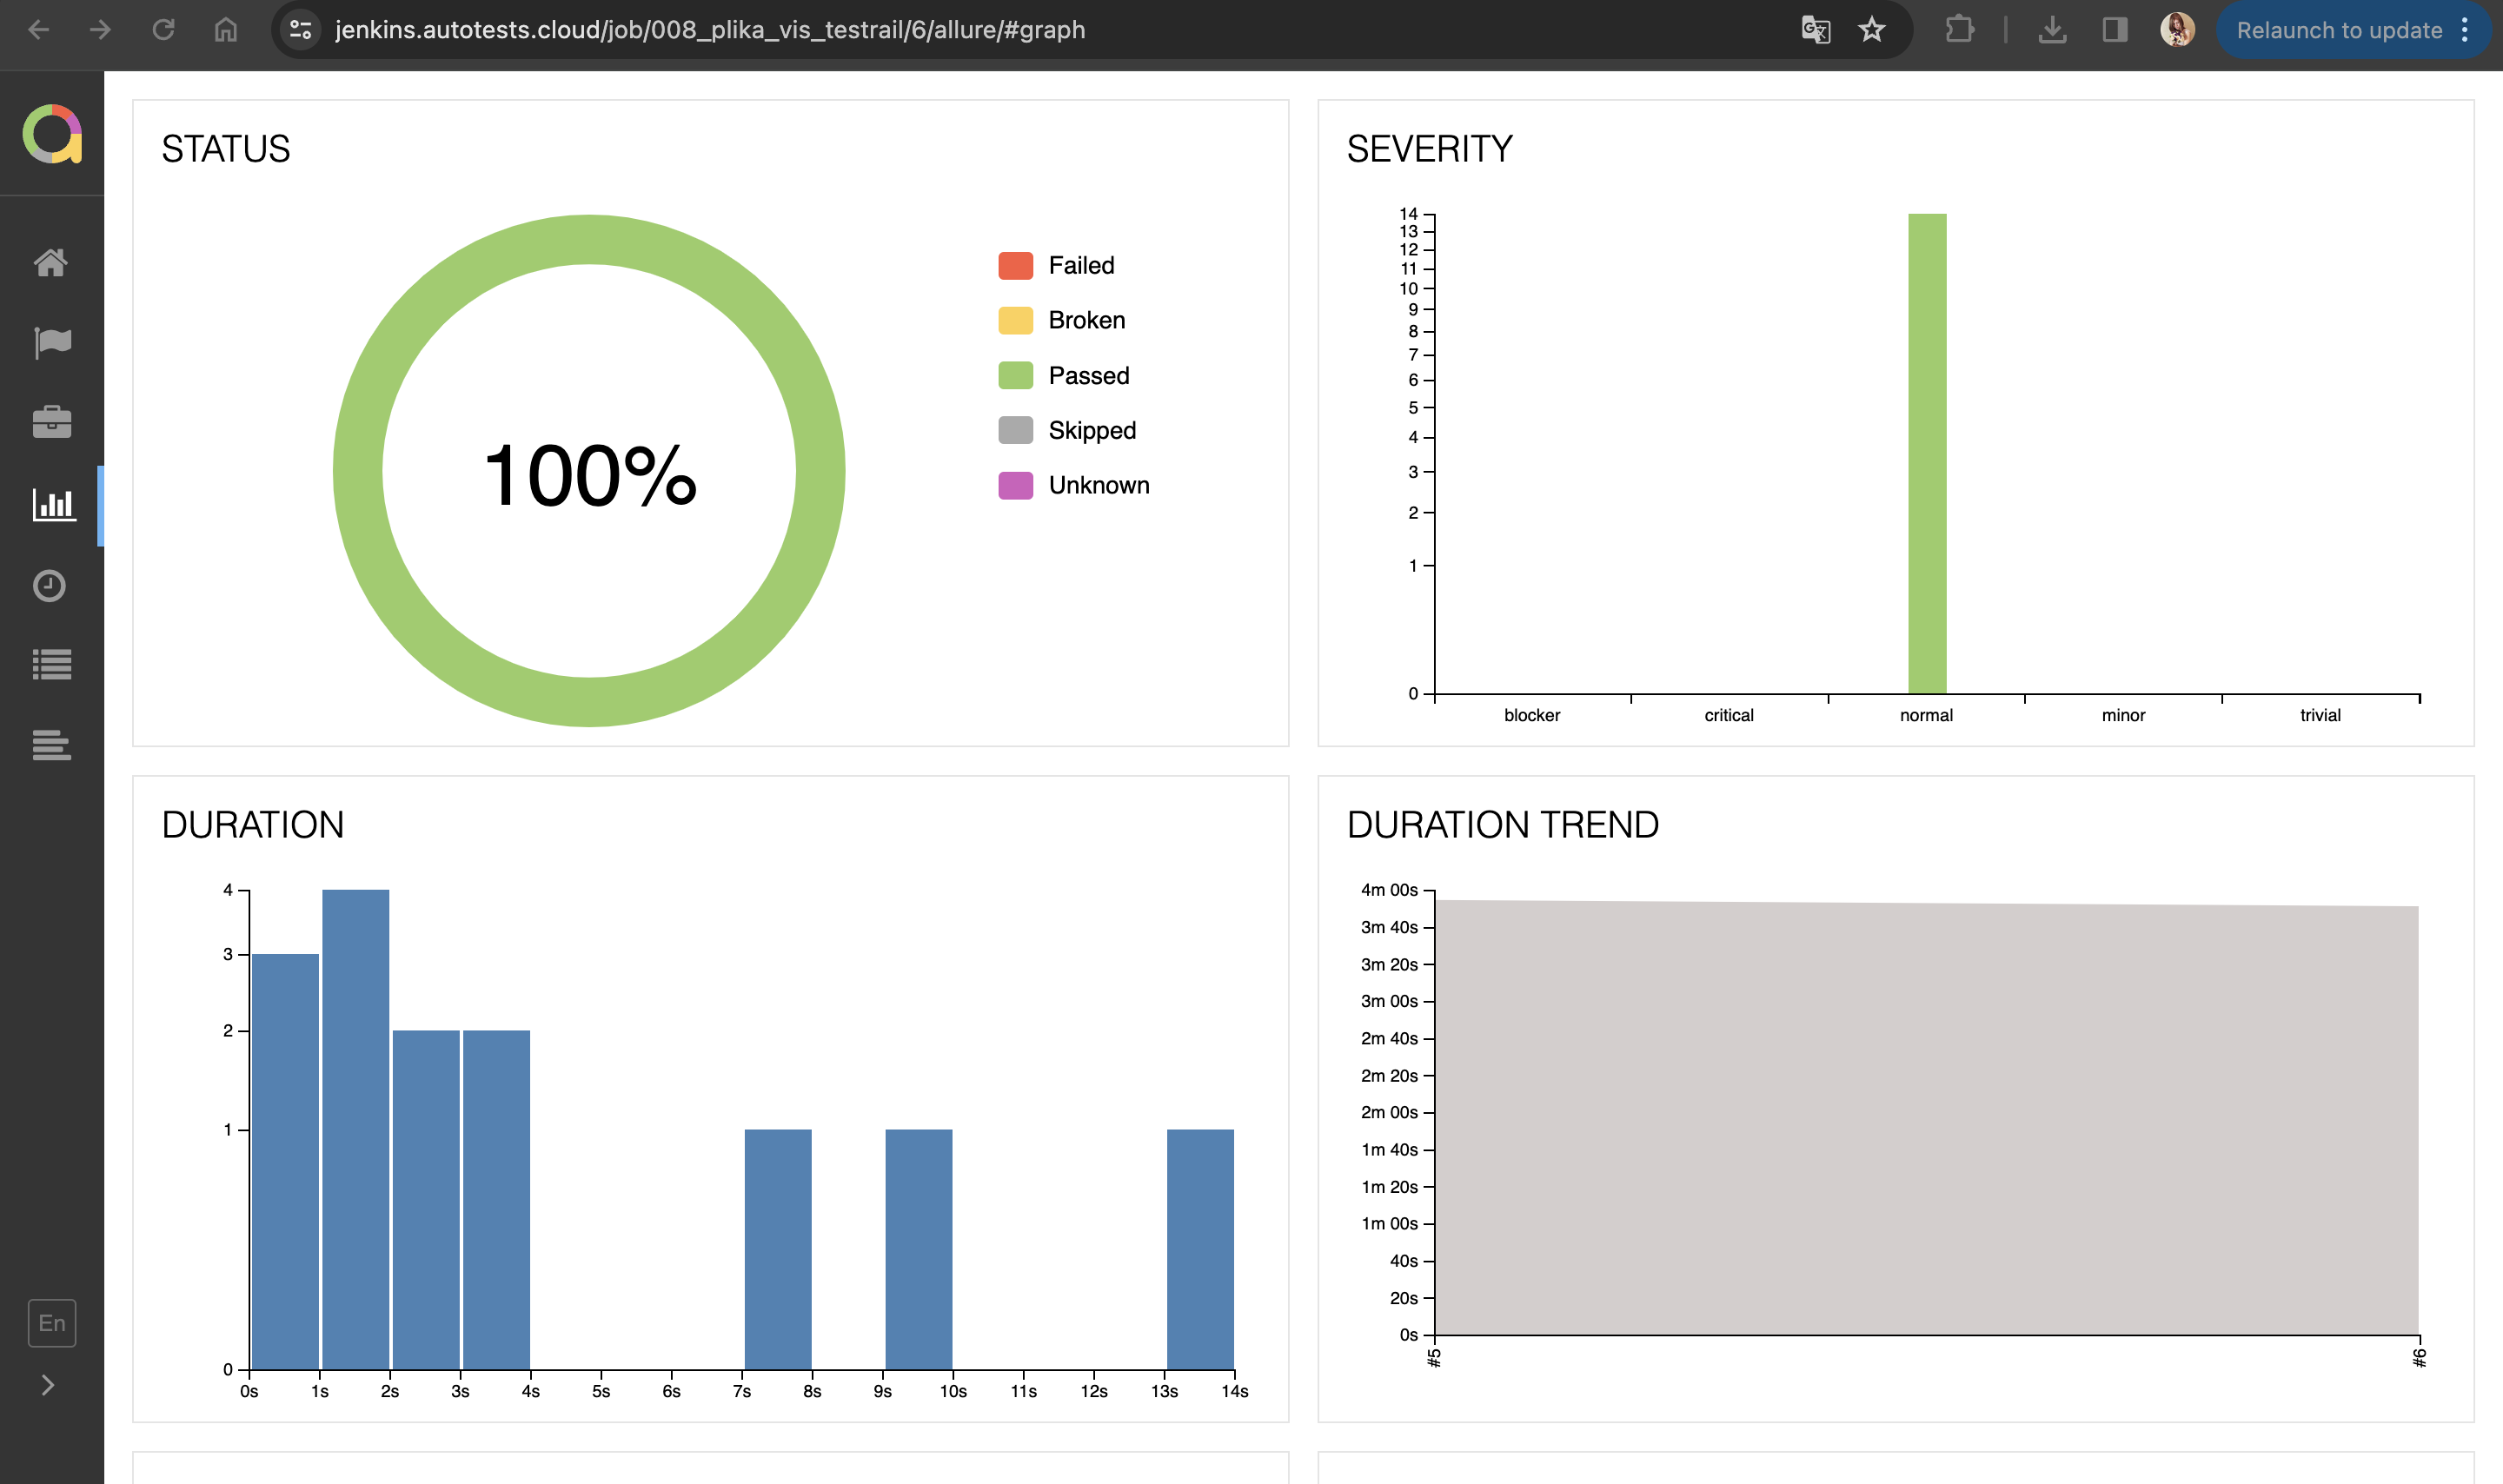 jenkins.autotests.cloud/job/008_plika_vis_testrail/6/allure/#graph
Relaunch to update
STATUS
100%
Failed
Broken
Passed
Skipped
Unknown
SEVERITY
14
13
12
11
10
9
8
7
6
5
4
3
2
1
0
blocker critical normal minor trivial
DURATION
4
3
2
1
0
0s 1s 2s 3s 4s 5s 6s 7s 8s 9s 10s 11s 12s 13s 14s
DURATION TREND
4m 00s
3m 40s
3m 20s
3m 00s
2m 40s
2m 20s
2m 00s
1m 40s
1m 20s
1m 00s
40s
20s
0s
#5 #6
En